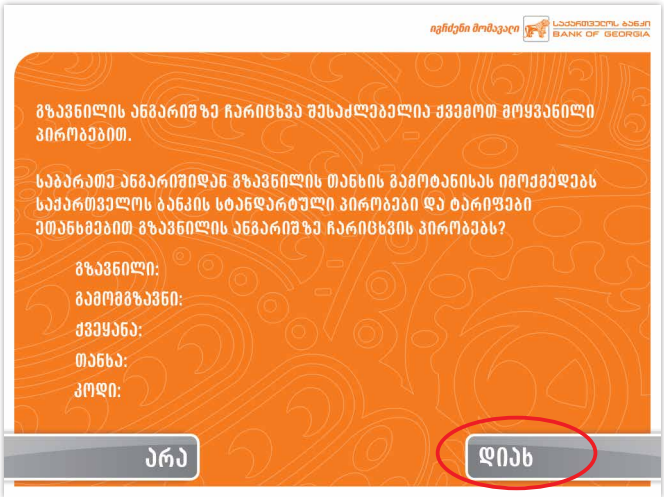 იგრძენი მომავალი
საქართველოს ბანკი
BANK OF GEORGIA
გზავნილის ანგარიშზე ჩარიცხვა შესაძლებელია ქვემოთ მოყვანილი
პირობებით.
საბარათე ანგარიშიდან გზავნილის თანხის გამოტანისას იმოქმედებს
საქართველოს ბანკის სტანდარტული პირობები და ტარიფები
ეთანხმებით გზავნილის ანგარიშზე ჩარიცხვის პირობებს?
გზავნილი:
გამომგზავნი:
ქვეყანა:
თანხა:
კოდი:
არა
დიახ